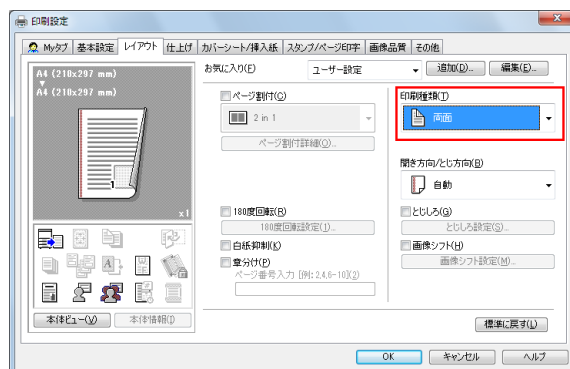 印刷設定
Myタブ 基本設定 レイアウト 仕上げ カバーシート/挿入紙 スタンプ/ページ印字 画像品質 その他
A4 (210x297 mm)
A4 (210x297 mm)
1
x1
本体ビュー(V) 本体情報(I)
お気に入り(F) ユーザー設定 追加(D)... 編集(E)...
ページ割付(C)
2 in 1
ページ割付詳細(O)...
180度回転(R)
180度回転設定(1)...
白紙抑制(K)
章分け(P)
ページ番号入力 [例: 2,4,6-10](2)
印刷種類(T)
両面
開き方向/とじ方向(B)
自動
とじしろ(G)
とじしろ設定(S)...
画像シフト(H)
画像シフト設定(M)...
標準に戻す(L)
OK キャンセル ヘルプ